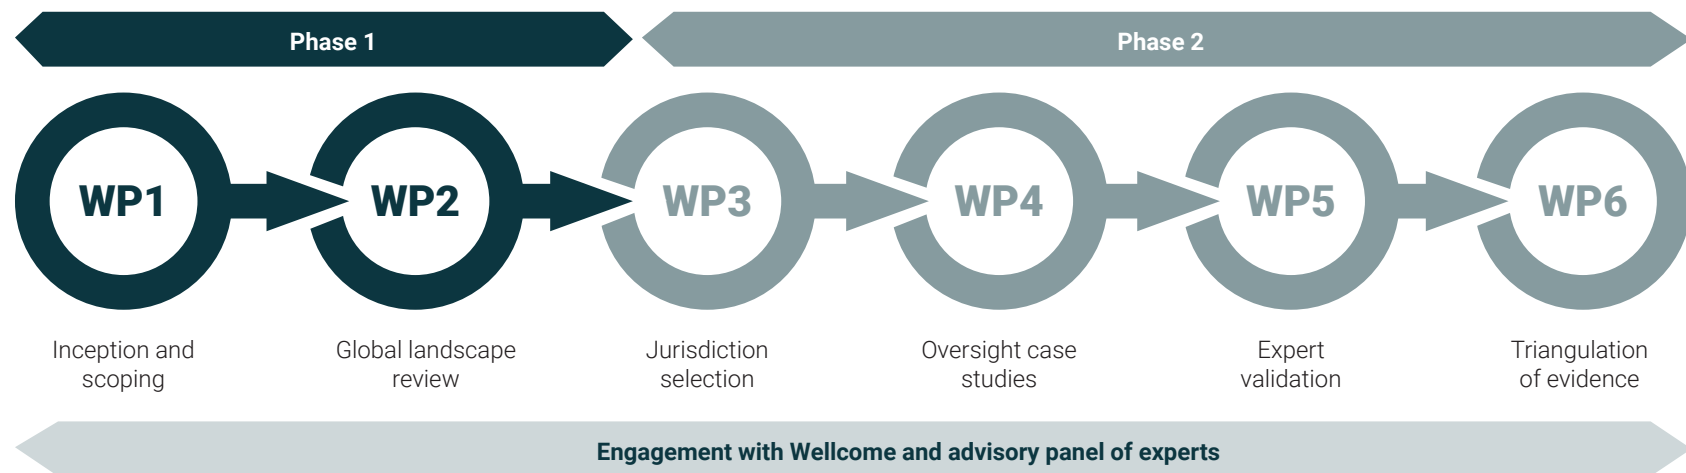 Phase 1
Phase 2
WP1
WP2
WP3
WP4
WP5
WP6
Inception and
scoping
Global landscape
review
Jurisdiction
selection
Oversight case
studies
Expert
validation
Triangulation
of evidence
Engagement with Wellcome and advisory panel of experts